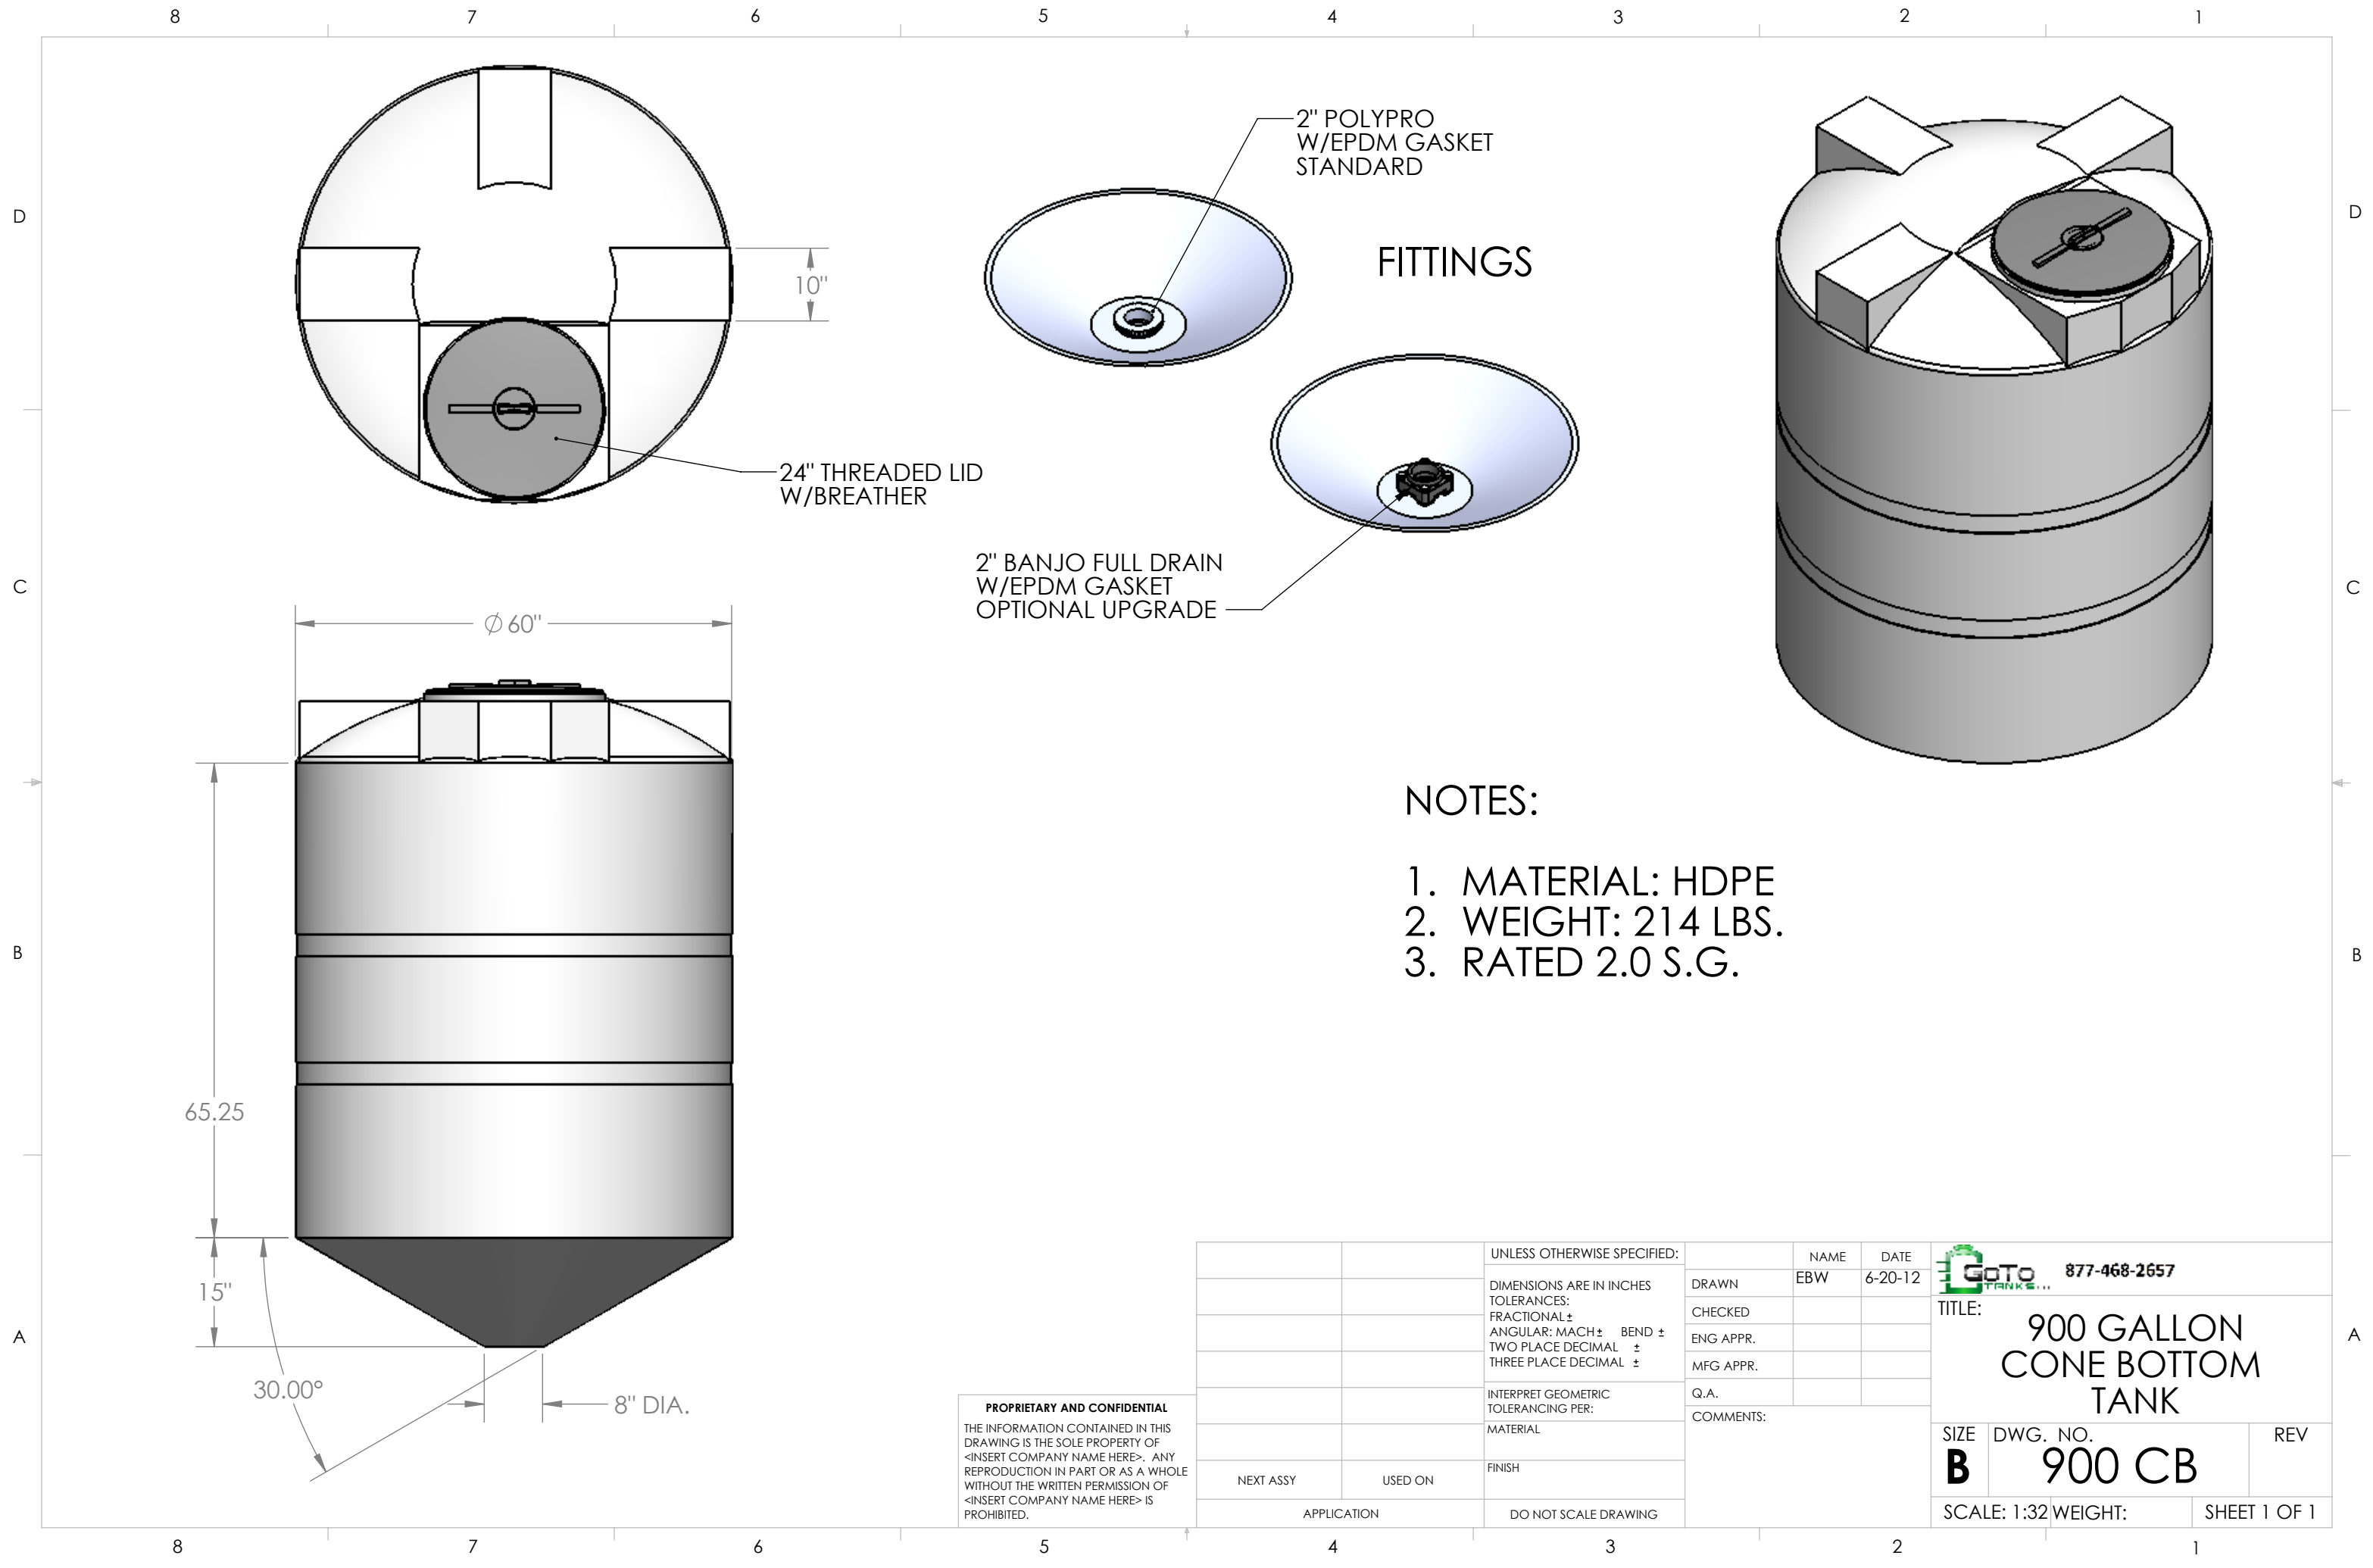 8 7 6 5 4 3 2 1
D
D
C
C
B
B
A
A
10"
24" THREADED LID
W/BREATHER
2" POLYPRO
W/EPDM GASKET
STANDARD
FITTINGS
2" BANJO FULL DRAIN
W/EPDM GASKET
OPTIONAL UPGRADE
∅60"
65.25
15"
30.00°
8" DIA.
NOTES:
1. MATERIAL: HDPE
2. WEIGHT: 214 LBS.
3. RATED 2.0 S.G.
PROPRIETARY AND CONFIDENTIAL
THE INFORMATION CONTAINED IN THIS
DRAWING IS THE SOLE PROPERTY OF
<INSERT COMPANY NAME HERE>. ANY
REPRODUCTION IN PART OR AS A WHOLE
WITHOUT THE WRITTEN PERMISSION OF
<INSERT COMPANY NAME HERE> IS
PROHIBITED.
NEXT ASSY
USED ON
APPLICATION
UNLESS OTHERWISE SPECIFIED:
DIMENSIONS ARE IN INCHES
TOLERANCES:
FRACTIONAL±
ANGULAR: MACH± BEND ±
TWO PLACE DECIMAL ±
THREE PLACE DECIMAL ±
INTERPRET GEOMETRIC
TOLERANCING PER:
MATERIAL
FINISH
DO NOT SCALE DRAWING
NAME DATE
DRAWN EBW 6-20-12
CHECKED
ENG APPR.
MFG APPR.
Q.A.
COMMENTS:
GOTO
TANKS...
877-468-2657
TITLE:
900 GALLON
CONE BOTTOM
TANK
SIZE DWG. NO. REV
B 900 CB
SCALE: 1:32 WEIGHT: SHEET 1 OF 1
8 7 6 5 4 3 2 1